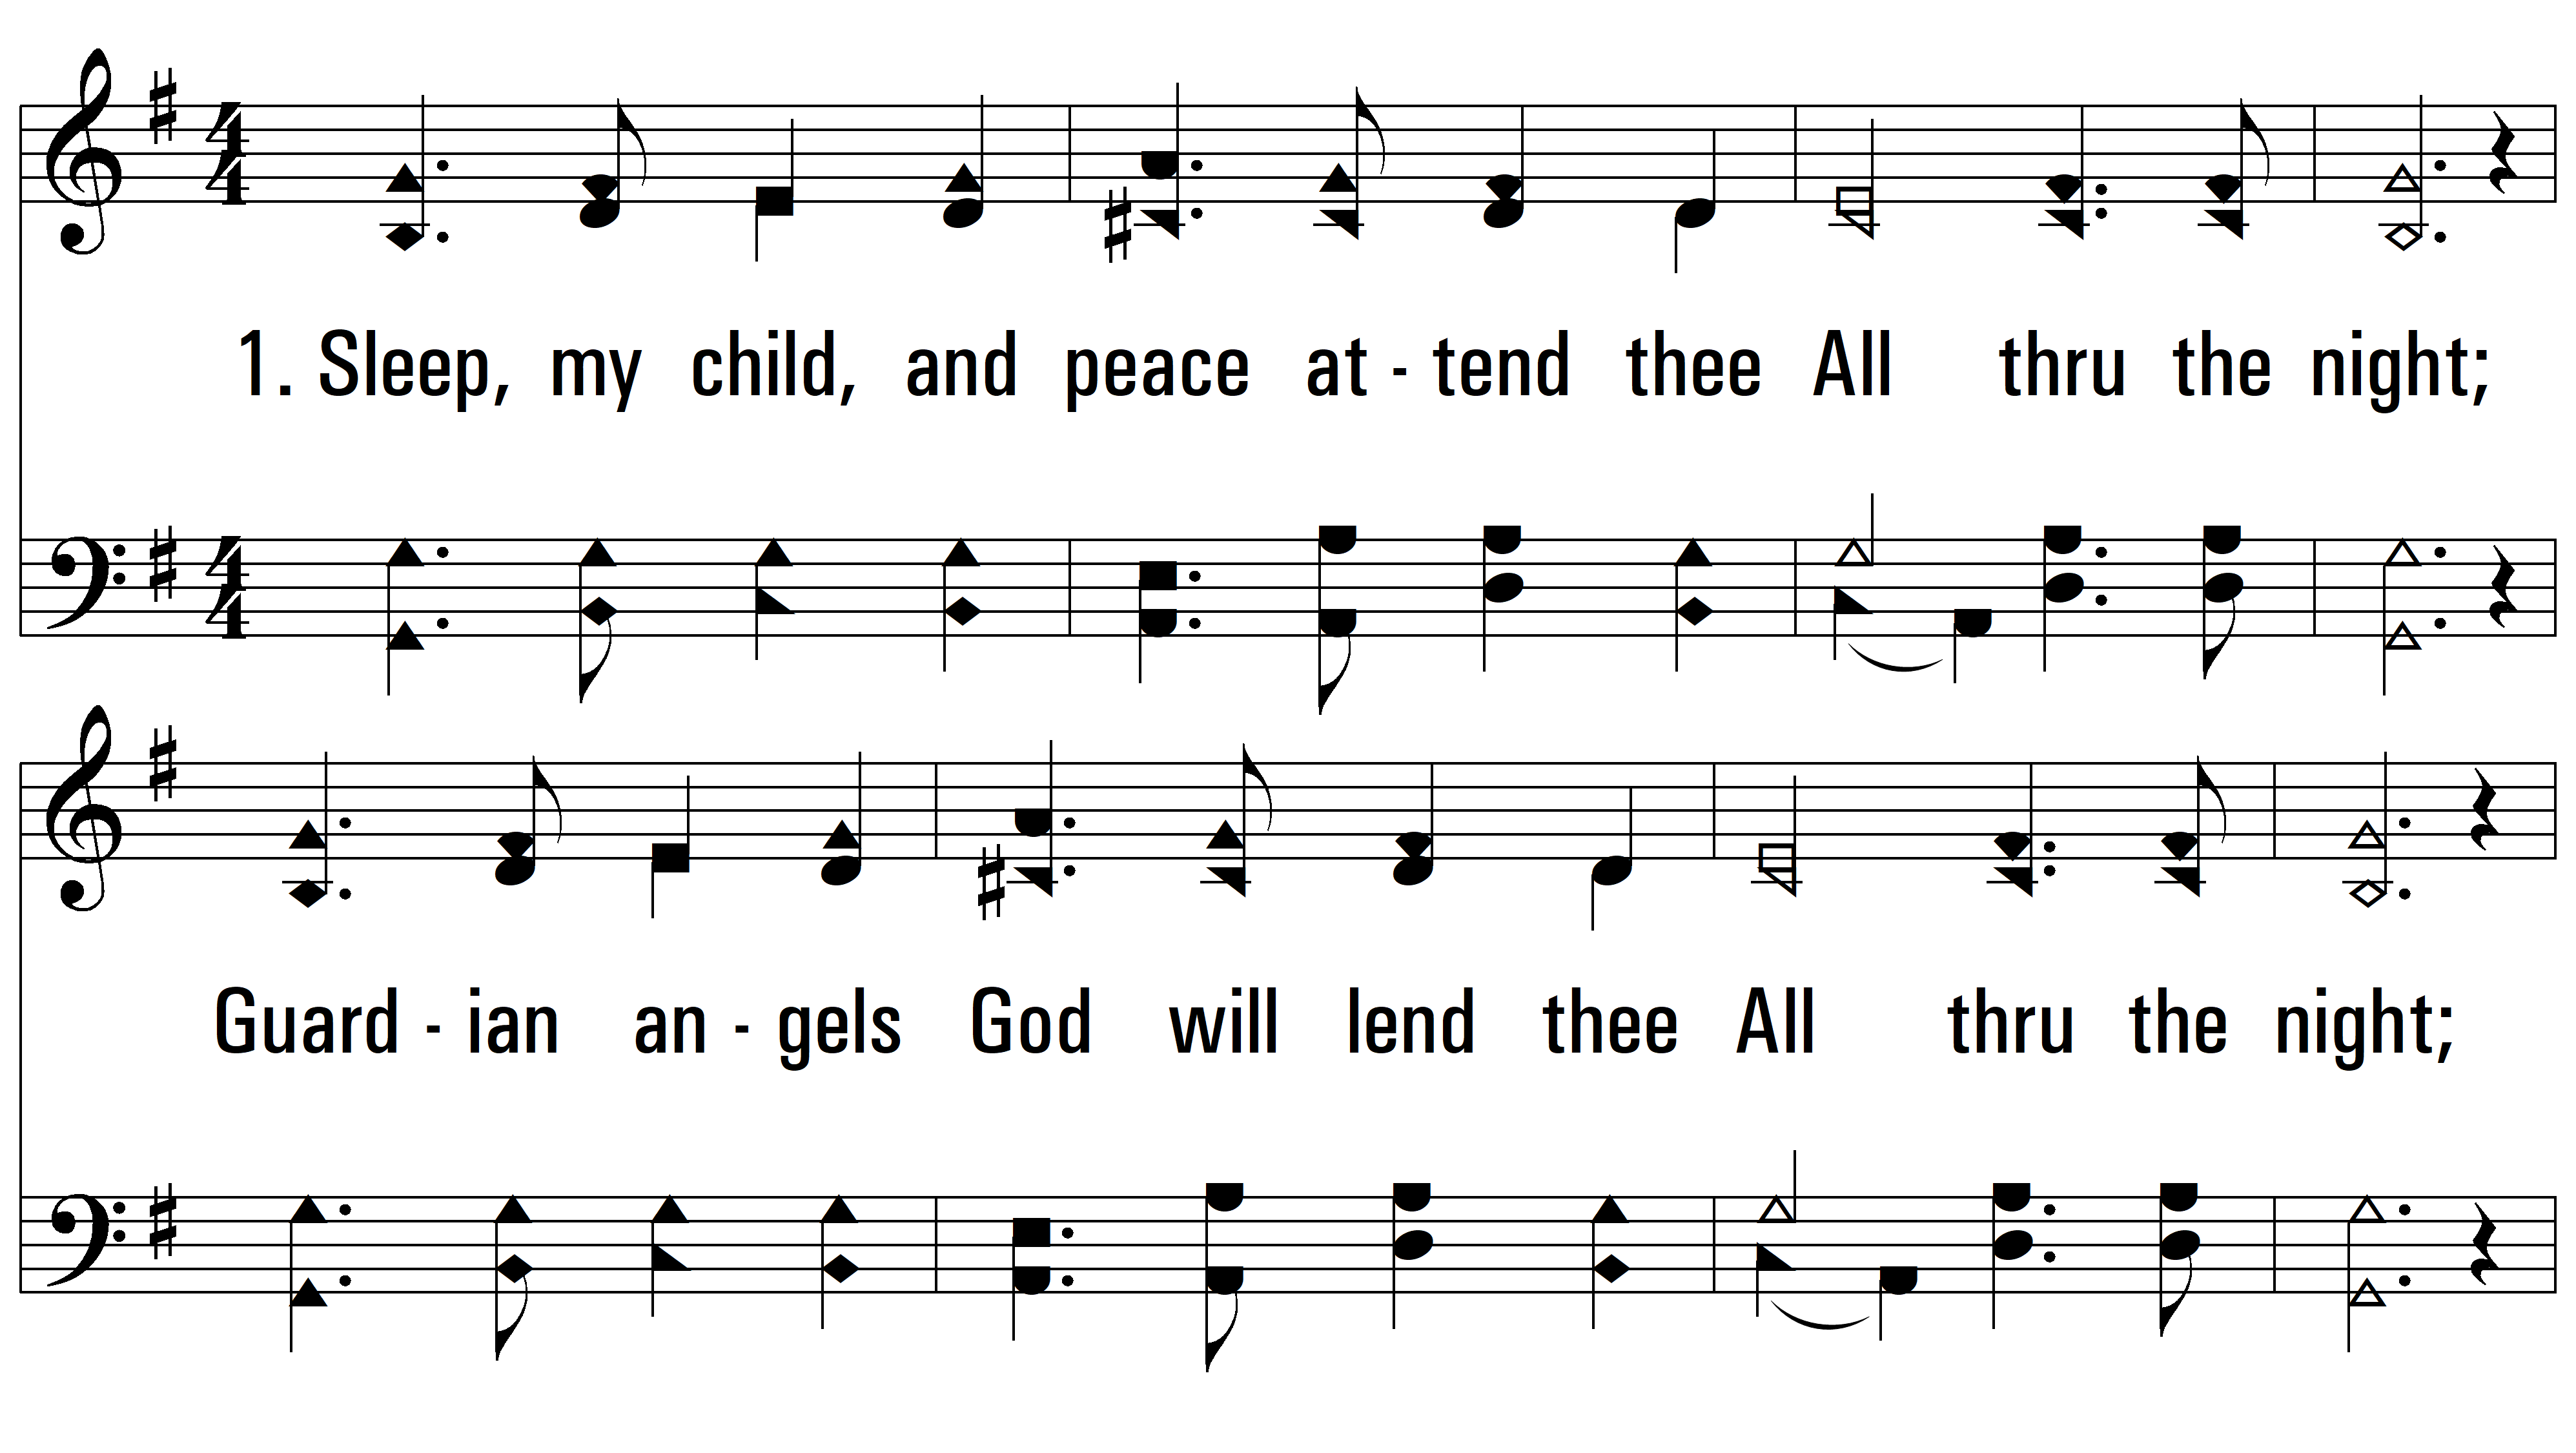 1. Sleep, my child, and peace at - tend thee All thru the night;
Guard - ian an - gels God will lend thee All thru the night;